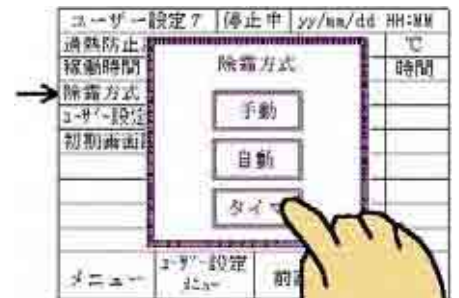 ユーザー設定7 停止中 yy/mm/dd HH:MM
過熱防止 ℃
稼働時間 時間
除霜方式
ユーザー設定
初期画面
除霜方式
手動
自動
タイマ
メニュー ユーザー設定メニュー 前